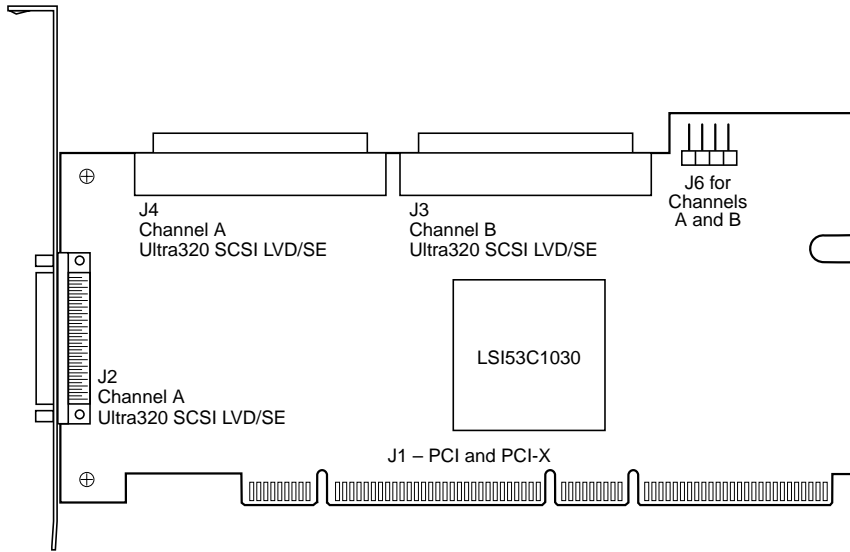 J4
Channel A
Ultra320 SCSI LVD/SE
J3
Channel B
Ultra320 SCSI LVD/SE
J6 for
Channels
A and B
LSI53C1030
J2
Channel A
Ultra320 SCSI LVD/SE
J1 – PCI and PCI-X